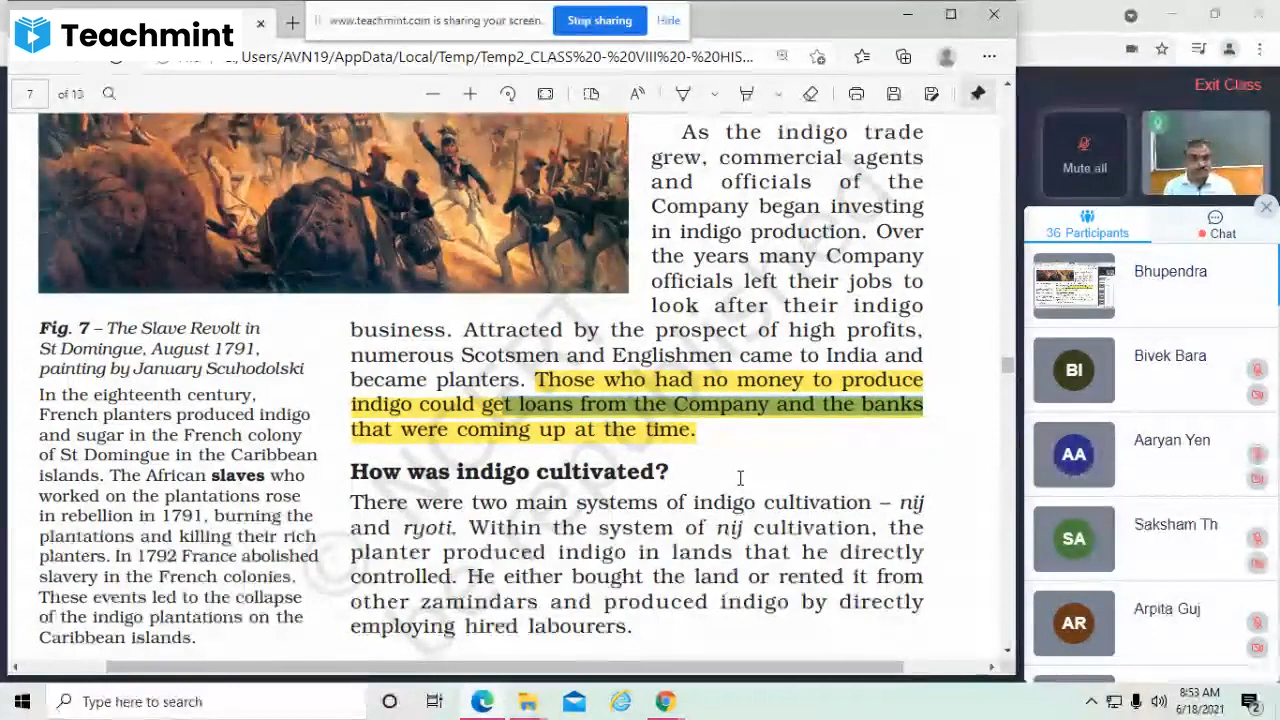 Teachmint
www.teachmint.com is sharing your screen.
Stop sharing
Hide
Users/AVN19/AppData/Local/Temp/Temp2_CLASS%20-%20VIII%20-%20HIS...
7
of 13
Exit Class
Mute all
36 Participants
Chat
Bhupendra
BI
Bivek Bara
AA
Aaryan Yen
SA
Saksham Th
AR
Arpita Guj
As the indigo trade
grew, commercial agents
and officials of the
Company began investing
in indigo production. Over
the years many Company
officials left their jobs to
look after their indigo
business. Attracted by the prospect of high profits,
numerous Scotsmen and Englishmen came to India and
became planters. Those who had no money to produce
indigo could get loans from the Company and the banks
that were coming up at the time.
How was indigo cultivated?
There were two main systems of indigo cultivation – nij
and ryoti. Within the system of nij cultivation, the
planter produced indigo in lands that he directly
controlled. He either bought the land or rented it from
other zamindars and produced indigo by directly
employing hired labourers.
Fig. 7 – The Slave Revolt in
St Domingue, August 1791,
painting by January Scuhodolski
In the eighteenth century,
French planters produced indigo
and sugar in the French colony
of St Domingue in the Caribbean
islands. The African slaves who
worked on the plantations rose
in rebellion in 1791, burning the
plantations and killing their rich
planters. In 1792 France abolished
slavery in the French colonies.
These events led to the collapse
of the indigo plantations on the
Caribbean islands.
Type here to search
8:53 AM
6/18/2021
2